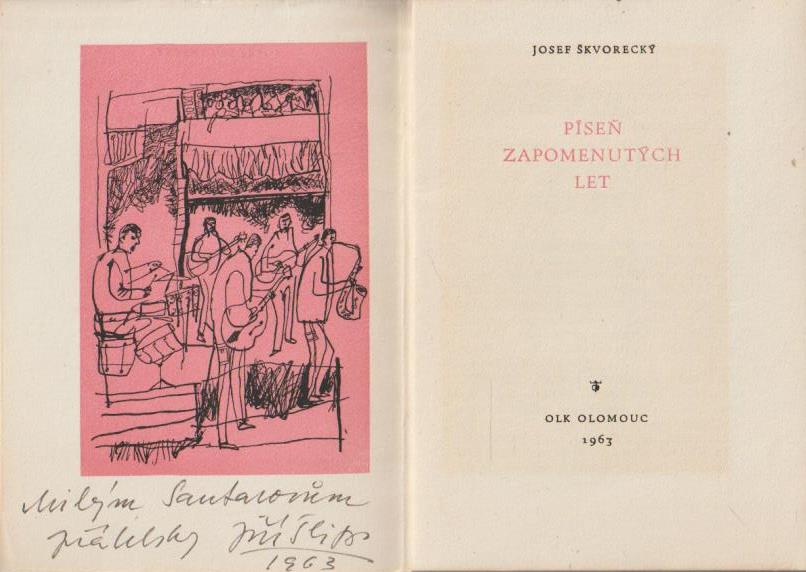 Milým Santarovům
přátelsky Jiří Šlitr
1963
JOSEF ŠKVORECKÝ
PÍSEŇ
ZAPOMENUTÝCH
LET
OLK OLOMOUC
1963